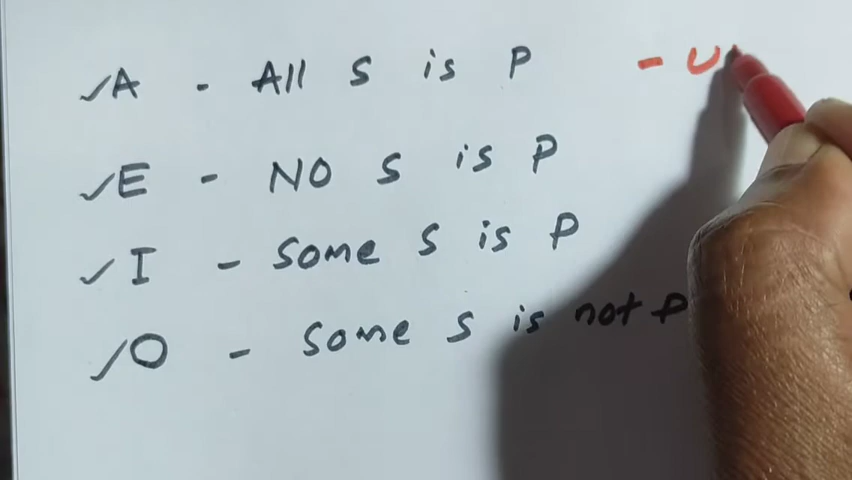 ✓A - All S is P - U
✓E - NO S is P
✓I - Some S is P
✓O - Some S is not P